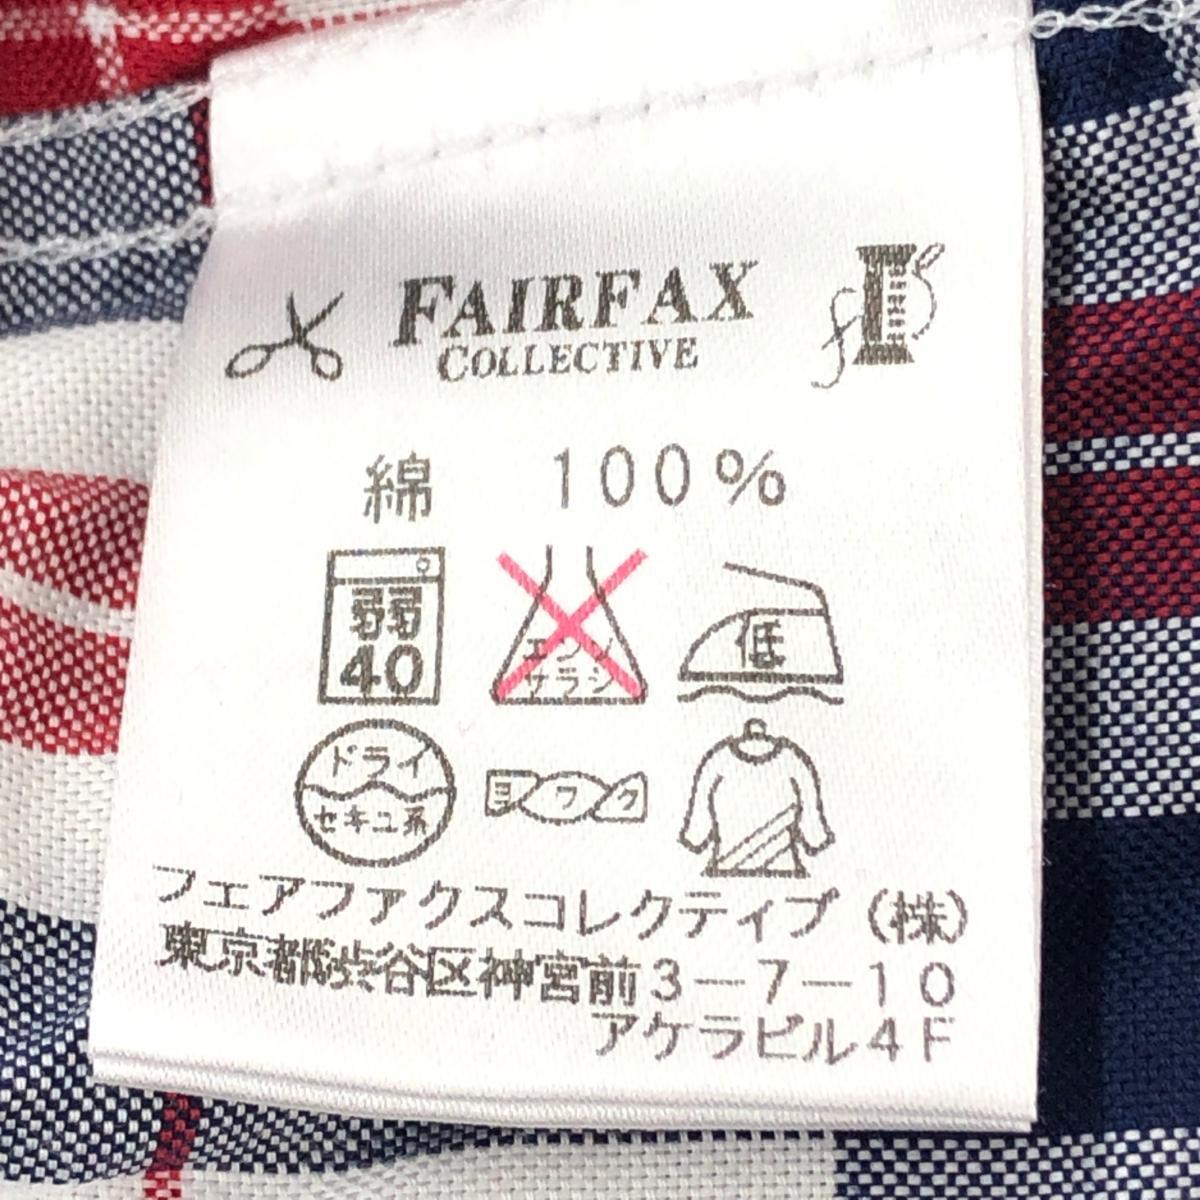 FAIRFAX
COLLECTIVE
綿 100%
弱
40
エンソ
サラシ
低
ドライ
セキユ系
ヨワク
フェアファクスコレクティブ（株）
東京都渋谷区神宮前3－7－10
アケラビル4F